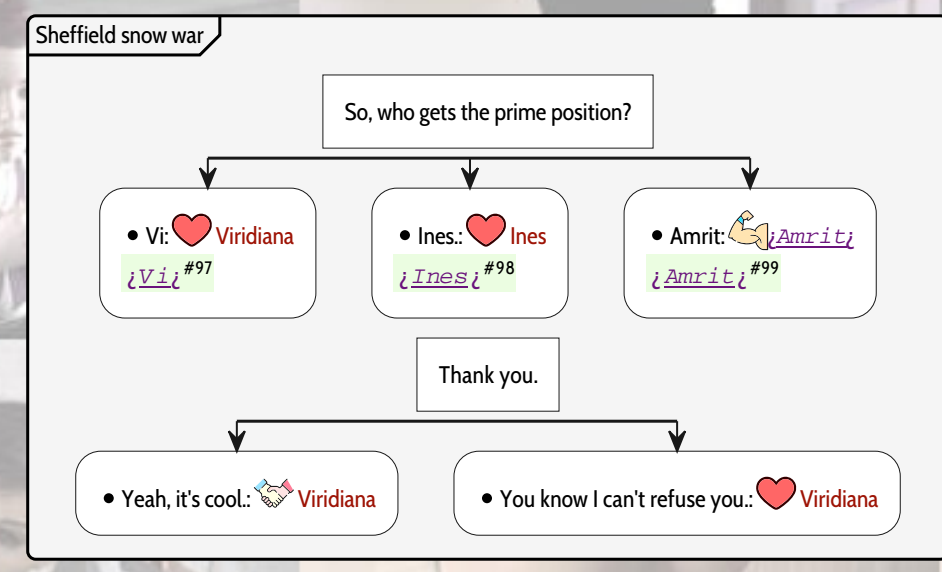 Sheffield snow war
So, who gets the prime position?
• Vi: Viridiana
¿Vi¿#97
• Ines.: Ines
¿Ines¿#98
• Amrit: ¿Amrit¿
¿Amrit¿#99
Thank you.
• Yeah, it's cool.: Viridiana
• You know I can't refuse you.: Viridiana